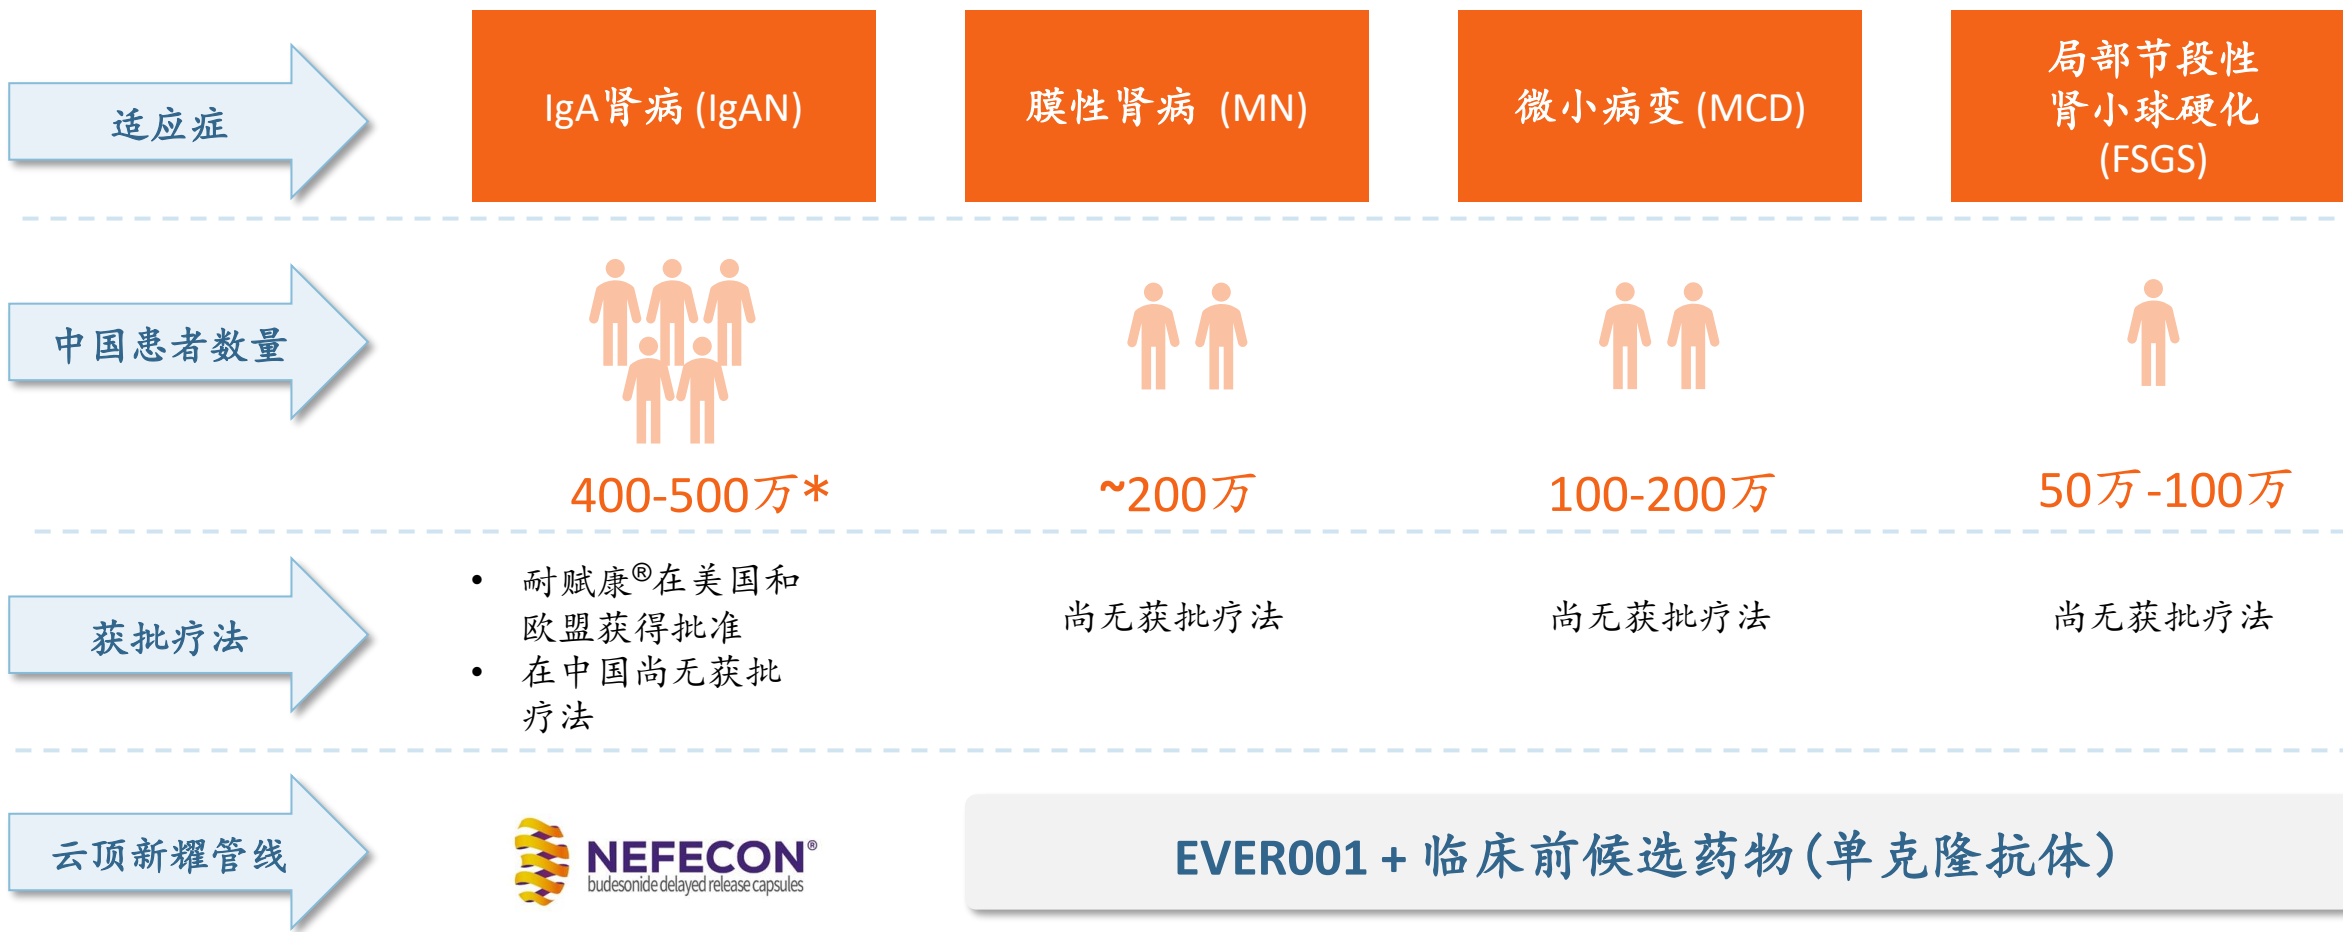 适应症
IgA肾病 (IgAN)
膜性肾病 (MN)
微小病变 (MCD)
局部节段性
肾小球硬化
(FSGS)
中国患者数量
400-500万*
~200万
100-200万
50万-100万
获批疗法
• 耐赋康®在美国和
欧盟获得批准
• 在中国尚无获批
疗法
尚无获批疗法
尚无获批疗法
尚无获批疗法
云顶新耀管线
NEFECON®
budesonide delayed release capsules
EVER001 + 临床前候选药物(单克隆抗体)